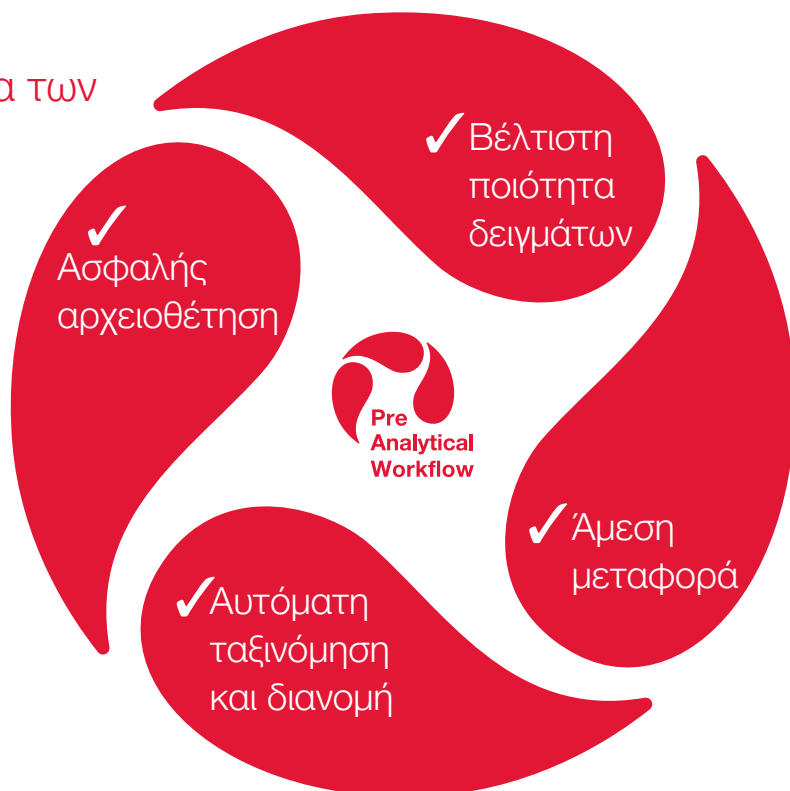 α των
✓ Βέλτιστη
ποιότητα
δειγμάτων
✓
Ασφαλής
αρχειοθέτηση
Pre
Analytical
Workflow
✓ Άμεση
μεταφορά
✓ Αυτόματη
ταξινόμηση
και διανομή